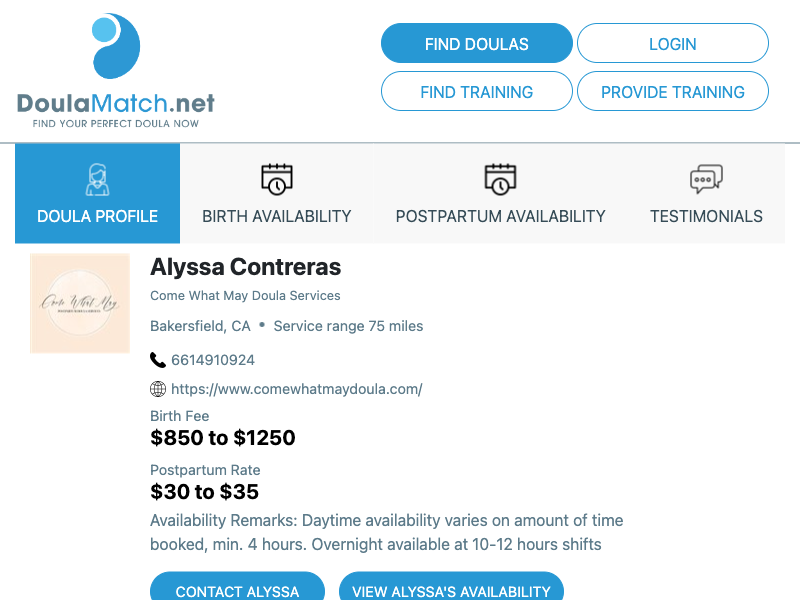 DoulaMatch.net
FIND YOUR PERFECT DOULA NOW
FIND DOULAS
LOGIN
FIND TRAINING
PROVIDE TRAINING
DOULA PROFILE
BIRTH AVAILABILITY
POSTPARTUM AVAILABILITY
TESTIMONIALS
Come What May
Alyssa Contreras
Come What May Doula Services
Bakersfield, CA • Service range 75 miles
6614910924
https://www.comewhatmaydoula.com/
Birth Fee
$850 to $1250
Postpartum Rate
$30 to $35
Availability Remarks: Daytime availability varies on amount of time
booked, min. 4 hours. Overnight available at 10-12 hours shifts
CONTACT ALYSSA
VIEW ALYSSA'S AVAILABILITY